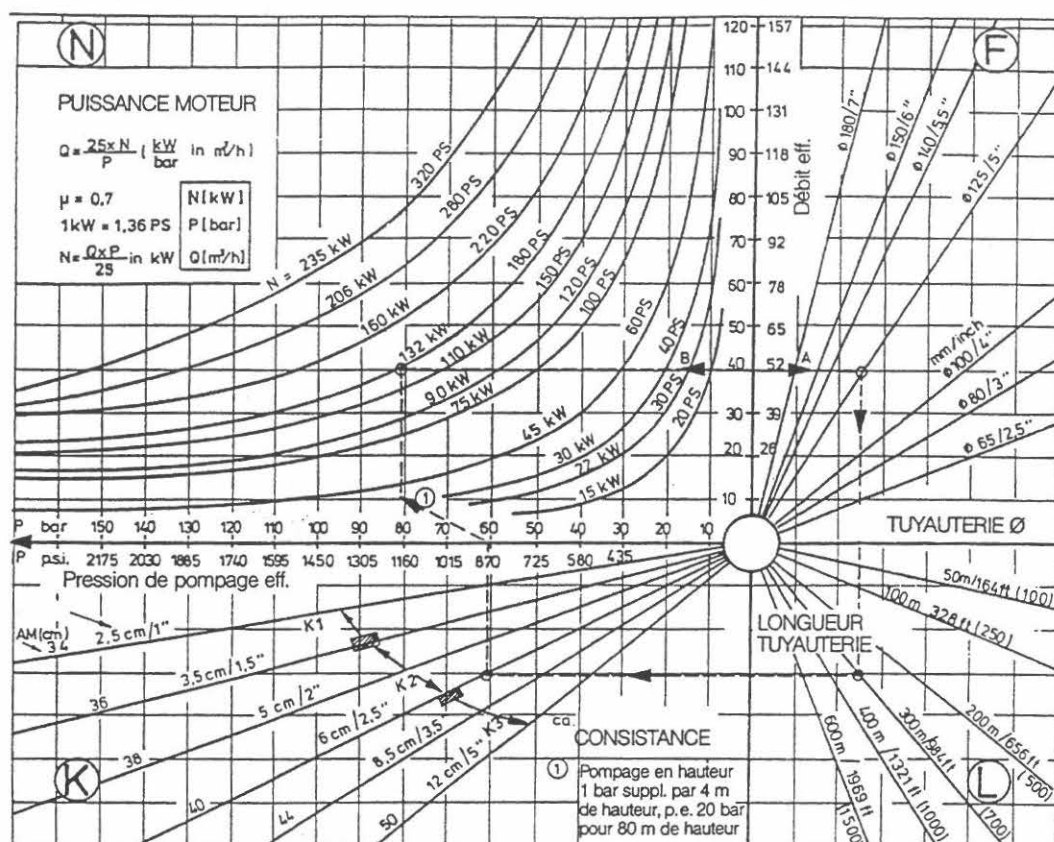 N
PUISSANCE MOTEUR
Q = 25 x N / P ( kW / bar in m³/h )
µ = 0.7
1 kW = 1,36 PS
N = Q x P / 25 in kW
N [kW]
P [bar]
Q [m³/h]
N = 235 kW 320 PS
206 kW 280 PS
160 kW 220 PS
132 kW 180 PS
110 kW 150 PS
90 kW 120 PS
75 kW 100 PS
45 kW 60 PS
30 kW 40 PS
22 kW 30 PS
15 kW 20 PS
120 157
110 144
100 131
90 118
80 105
70 92
60 78
50 65
40 52
30 39
20 26
10
Débit eff.
B
A
F
ø 180/7"
ø 150/6"
ø 140/5,5"
ø 125/5"
mm/inch
ø 100/4"
ø 80/3"
ø 65/2,5"
TUYAUTERIE Ø
1
P bar 150 140 130 120 110 100 90 80 70 60 50 40 30 20 10
P p.s.i. 2175 2030 1885 1740 1595 1450 1305 1160 1015 870 725 580 435
Pression de pompage eff.
AM (cm)
34 2,5 cm/1"
36 3,5 cm/1,5"
38 5 cm/2"
40 6 cm/2,5"
44 8,5 cm/3,5
50 12 cm/5"
K1
K2
K3
ca.
K
CONSISTANCE
1 Pompage en hauteur
1 bar suppl. par 4 m
de hauteur, p.e. 20 bar
pour 80 m de hauteur
LONGUEUR
TUYAUTERIE
50m/164ft (100)
100 m 328 ft (250)
200 m/656 ft (500)
300m/984ft (700)
400 m / 1321 ft (1000)
600 m / 1969 ft (1500)
L